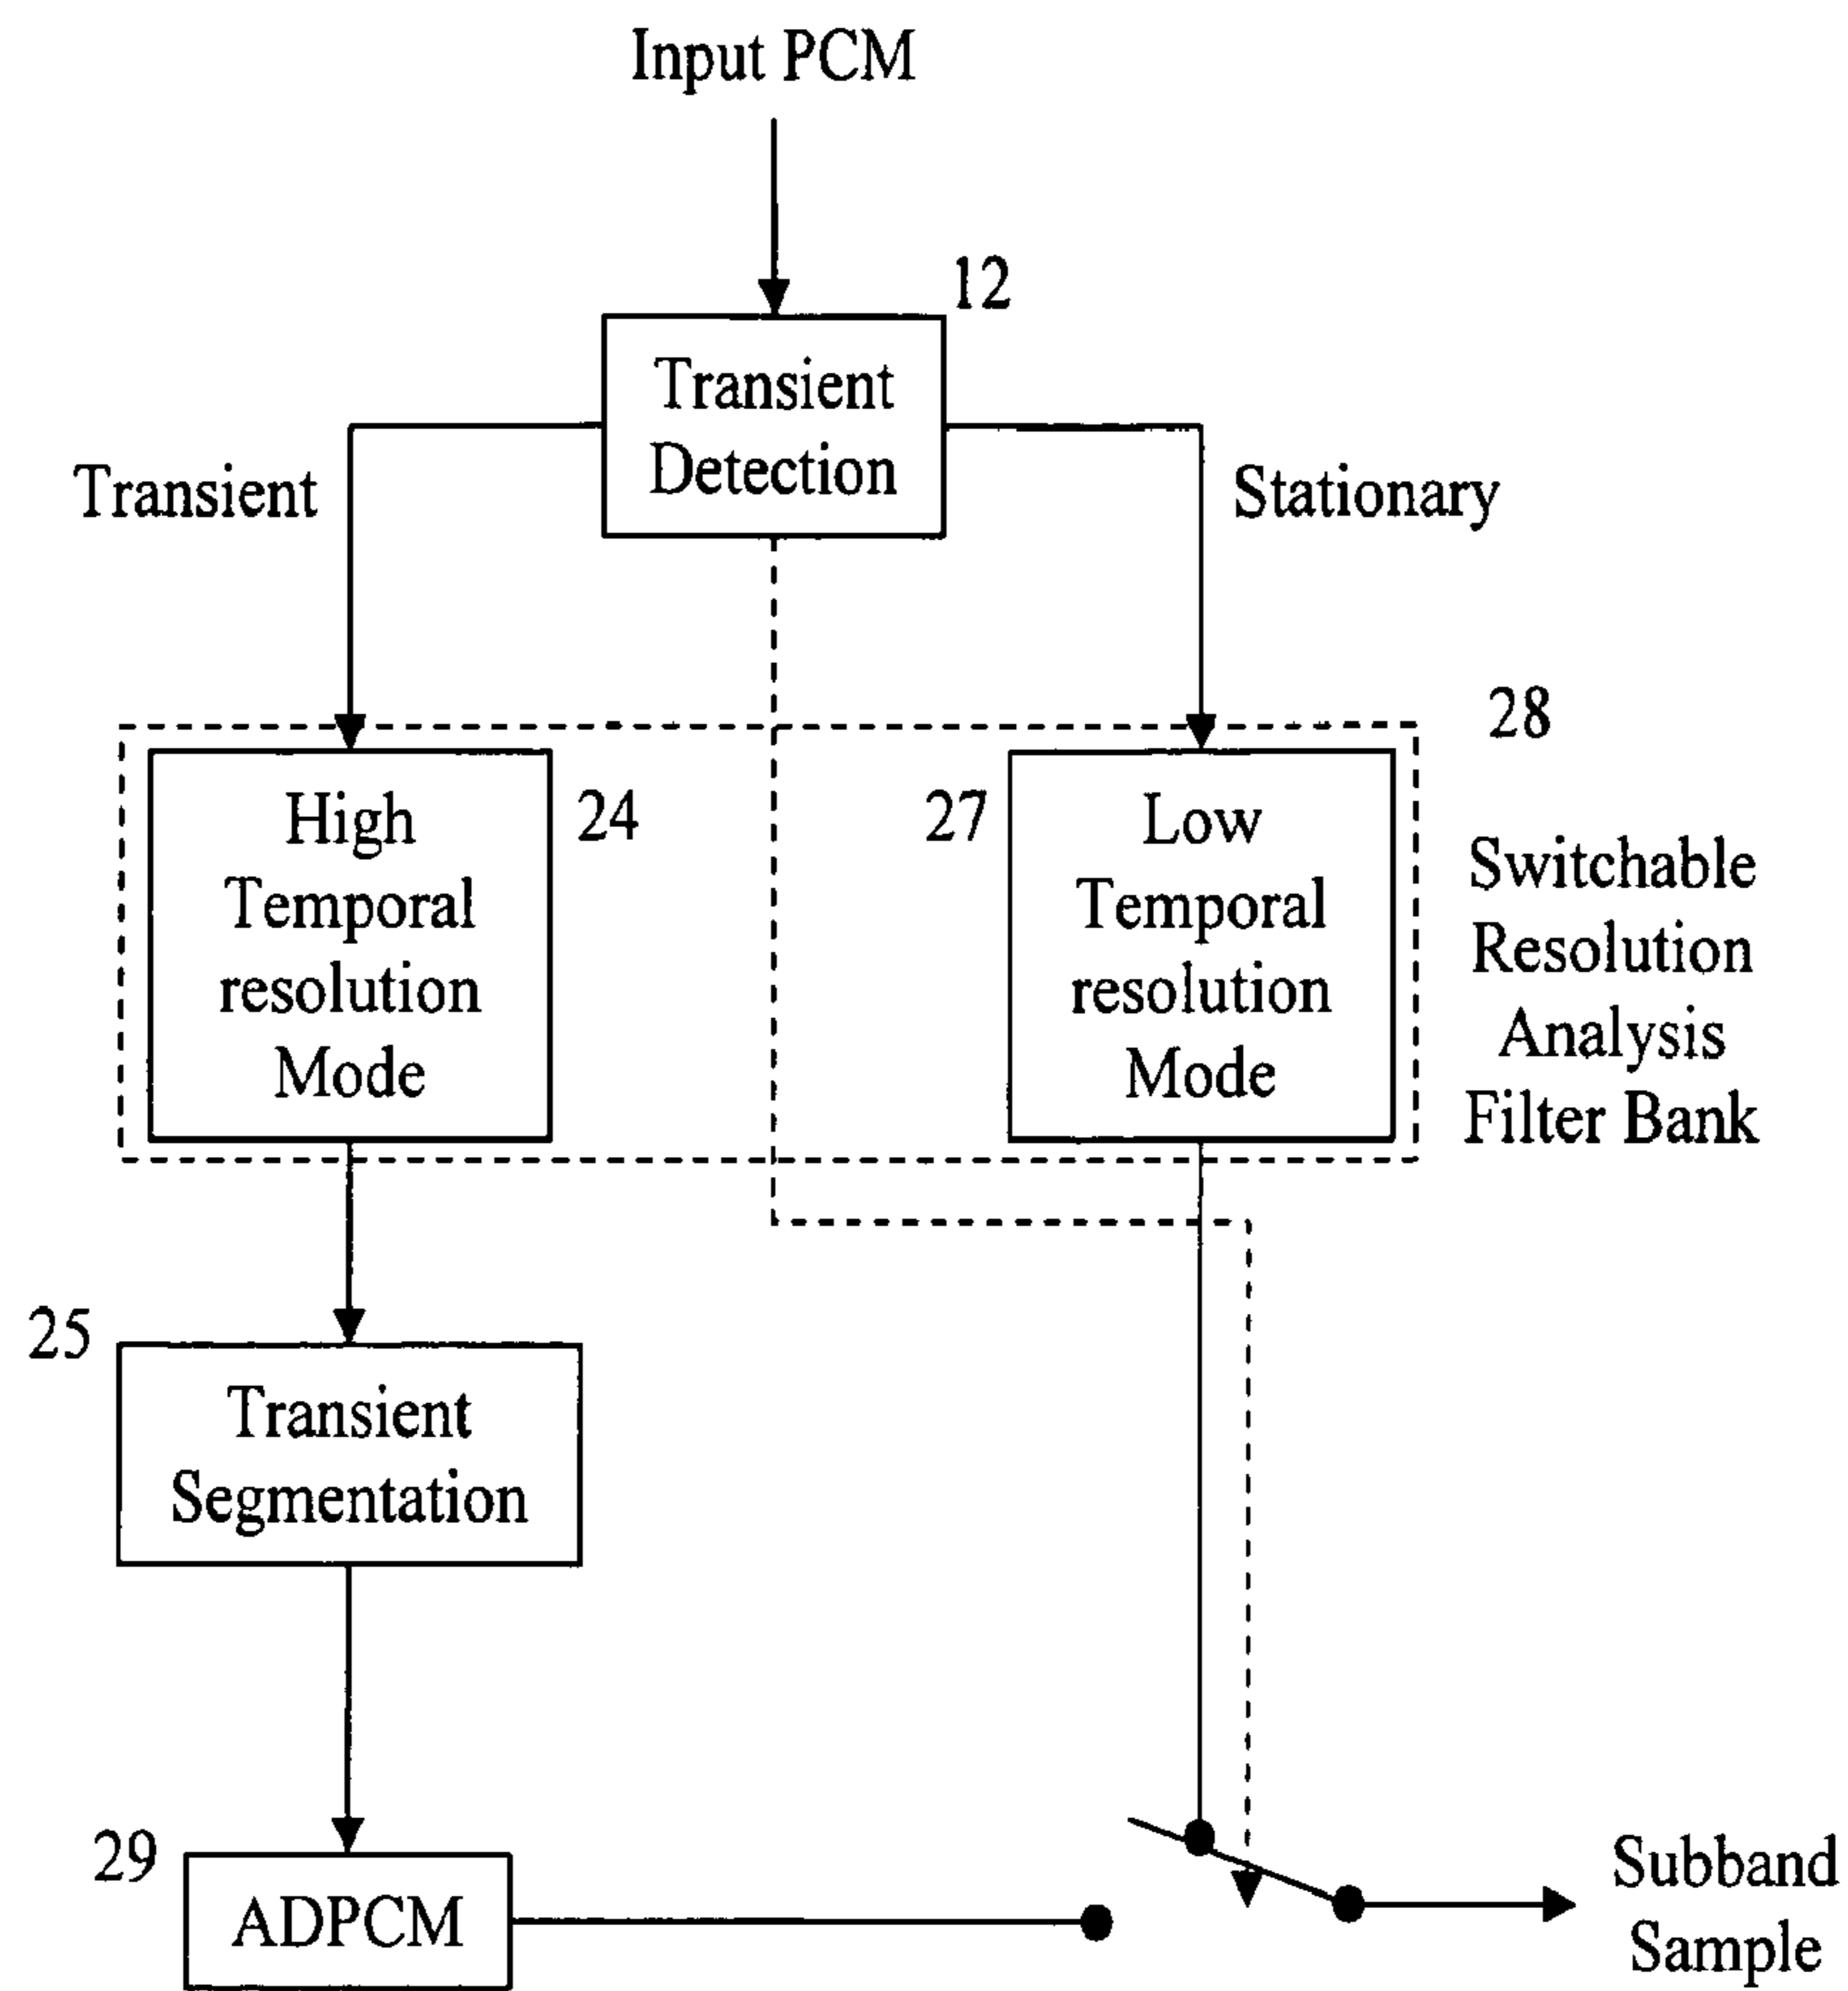 Input PCM
12
Transient
Detection
Transient
Stationary
28
High
Temporal
resolution
Mode
24
27
Low
Temporal
resolution
Mode
Switchable
Resolution
Analysis
Filter Bank
25
Transient
Segmentation
29
ADPCM
Subband
Sample